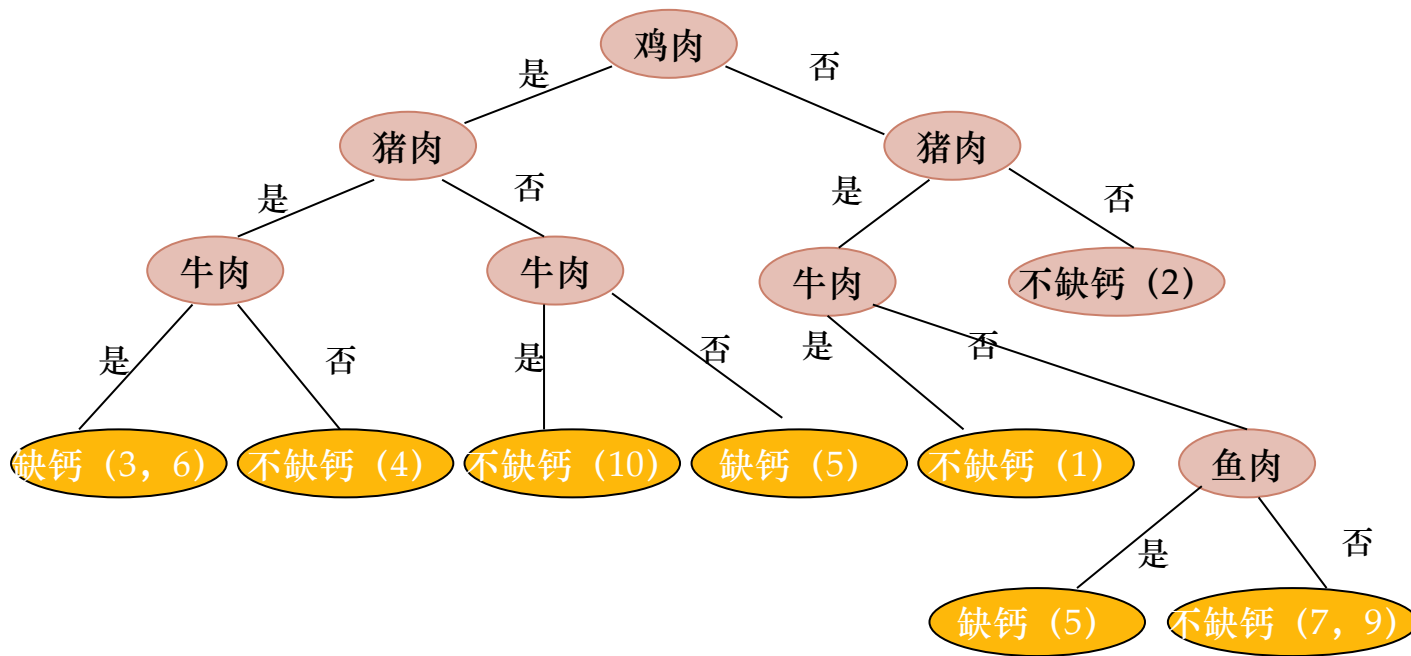 鸡肉
是
否
猪肉
猪肉
是
否
是
否
牛肉
牛肉
牛肉
不缺钙（2）
是
否
是
否
是
否
缺钙（3，6）
不缺钙（4）
不缺钙（10）
缺钙（5）
不缺钙（1）
鱼肉
是
否
缺钙（5）
不缺钙（7，9）